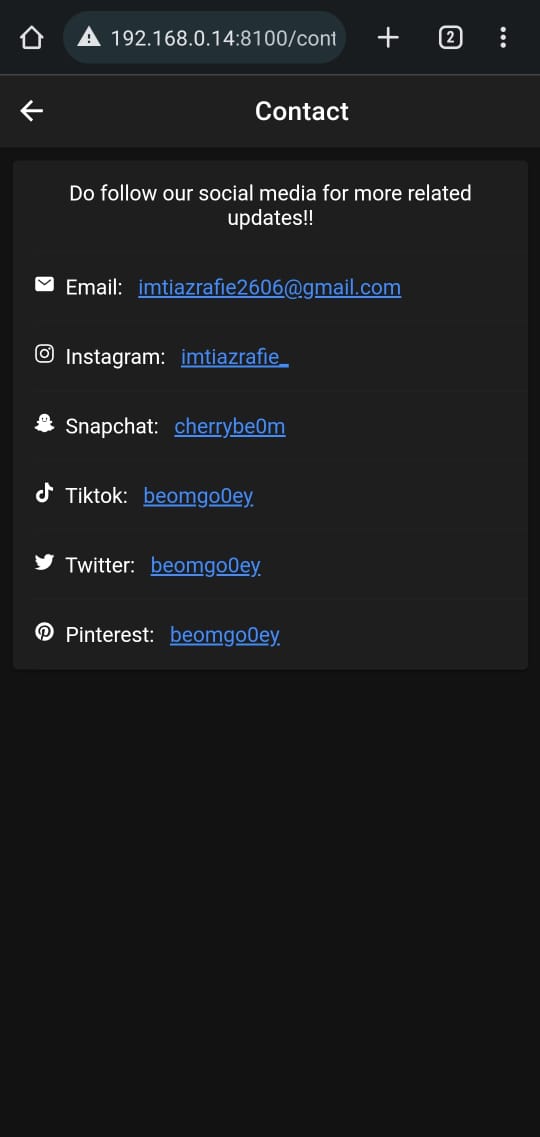 192.168.0.14:8100/cont
2
Contact
Do follow our social media for more related
updates!!
Email: imtiazrafie2606@gmail.com
Instagram: imtiazrafie_
Snapchat: cherrybe0m
Tiktok: beomgo0ey
Twitter: beomgo0ey
Pinterest: beomgo0ey